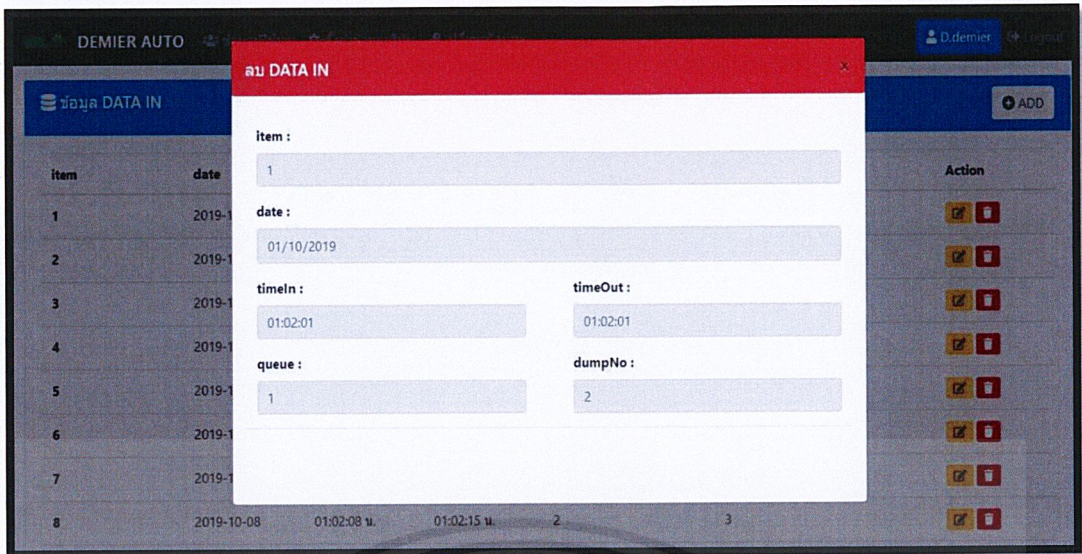 DEMIER AUTO
D.demier Logout
ลบ DATA IN ×
ข้อมูล DATA IN ADD
item :
1
item date Action
date :
01/10/2019
timeIn : timeOut :
01:02:01 01:02:01
queue : dumpNo :
1 2
1 2019-1
2 2019-1
3 2019-1
4 2019-1
5 2019-1
6 2019-1
7 2019-1
8 2019-10-08 01:02:08 น. 01:02:15 น. 2 3